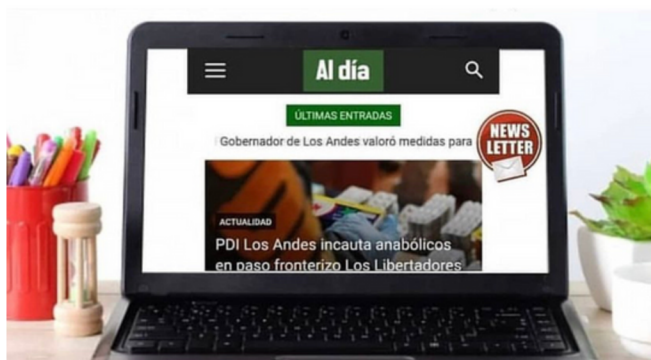 Al día
ÚLTIMAS ENTRADAS
Gobernador de Los Andes valoró medidas para
NEWS
LETTER
ACTUALIDAD
PDI Los Andes incauta anabólicos
en paso fronterizo Los Libertadores